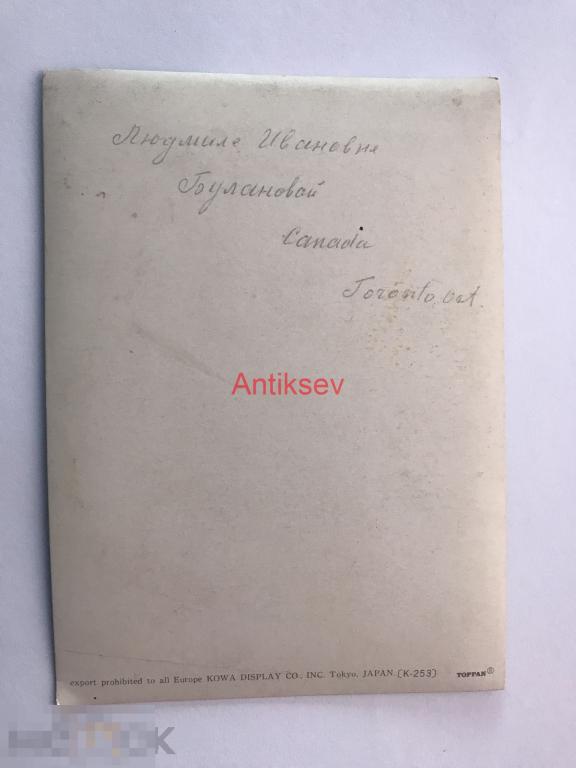 Людмиле Ивановне
Булановой
Canada
Toronto, Ont.
Antiksev
export prohibited to all Europe KOWA DISPLAY CO., INC. Tokyo, JAPAN. [K-253] TOPPAN®